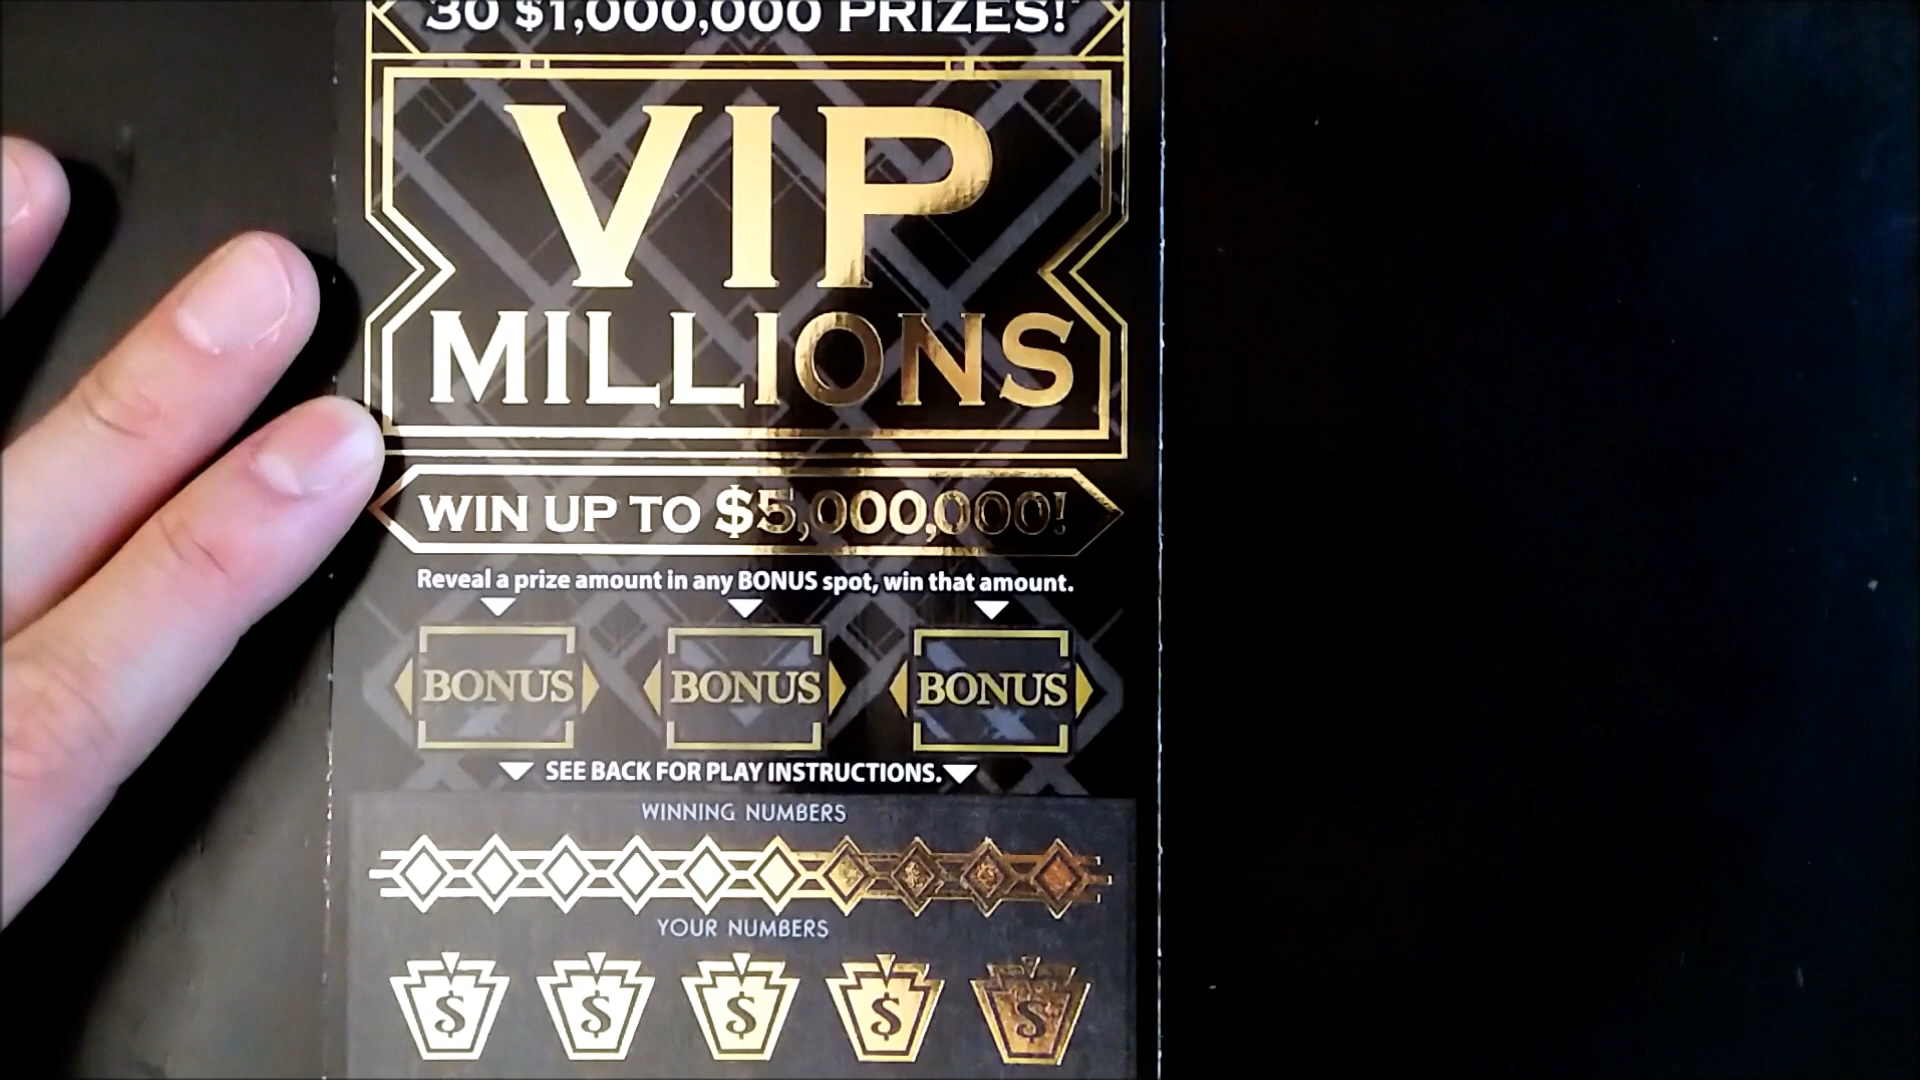 30 $1,000,000 PRIZES!
VIP
MILLIONS
WIN UP TO $5,000,000!
Reveal a prize amount in any BONUS spot, win that amount.
BONUS BONUS BONUS
SEE BACK FOR PLAY INSTRUCTIONS.
WINNING NUMBERS
YOUR NUMBERS
$ $ $ $ $